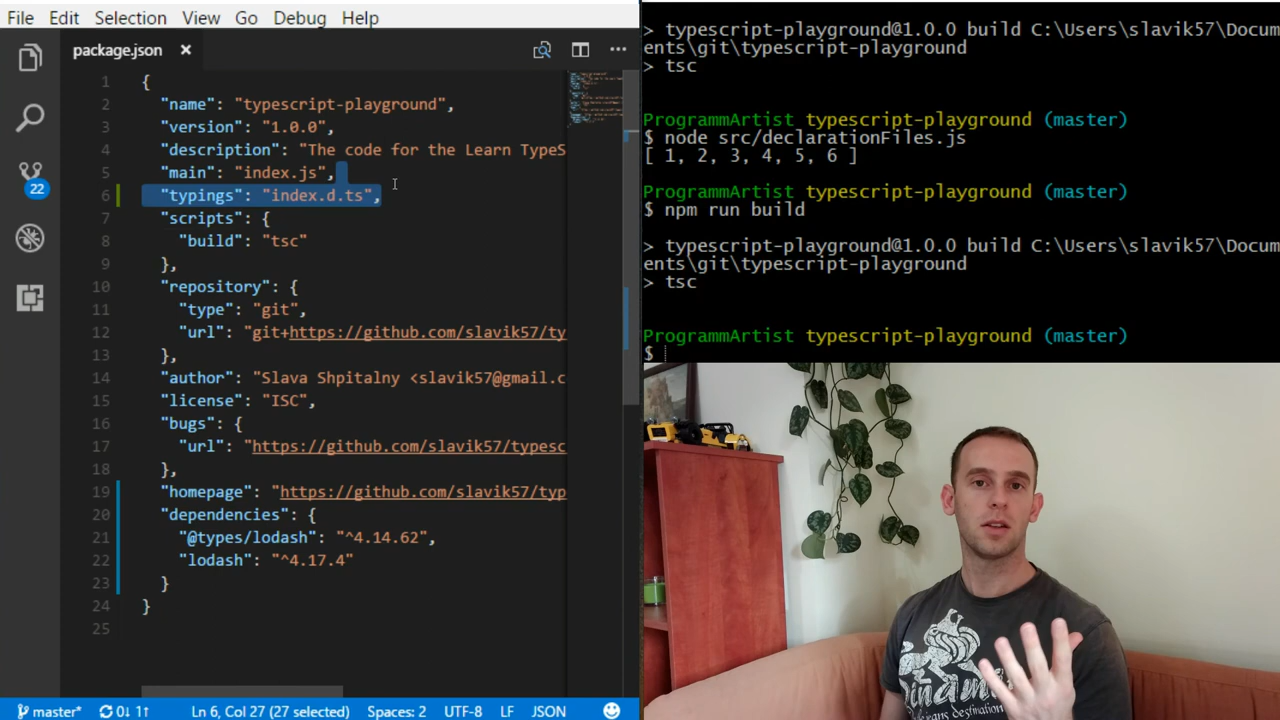 File Edit Selection View Go Debug Help
package.json ×
1 {
2 "name": "typescript-playground",
3 "version": "1.0.0",
4 "description": "The code for the Learn TypeS
5 "main": "index.js",
6 "typings": "index.d.ts",
7 "scripts": {
8 "build": "tsc"
9 },
10 "repository": {
11 "type": "git",
12 "url": "git+https://github.com/slavik57/ty
13 },
14 "author": "Slava Shpitalny <slavik57@gmail.c
15 "license": "ISC",
16 "bugs": {
17 "url": "https://github.com/slavik57/typesc
18 },
19 "homepage": "https://github.com/slavik57/typ
20 "dependencies": {
21 "@types/lodash": "^4.14.62",
22 "lodash": "^4.17.4"
23 }
24 }
25
22
master* 0↓ 1↑ Ln 6, Col 27 (27 selected) Spaces: 2 UTF-8 LF JSON
> typescript-playground@1.0.0 build C:\Users\slavik57\Docum
ents\git\typescript-playground
> tsc
ProgrammArtist typescript-playground (master)
$ node src/declarationFiles.js
[ 1, 2, 3, 4, 5, 6 ]
ProgrammArtist typescript-playground (master)
$ npm run build
> typescript-playground@1.0.0 build C:\Users\slavik57\Docum
ents\git\typescript-playground
> tsc
ProgrammArtist typescript-playground (master)
$